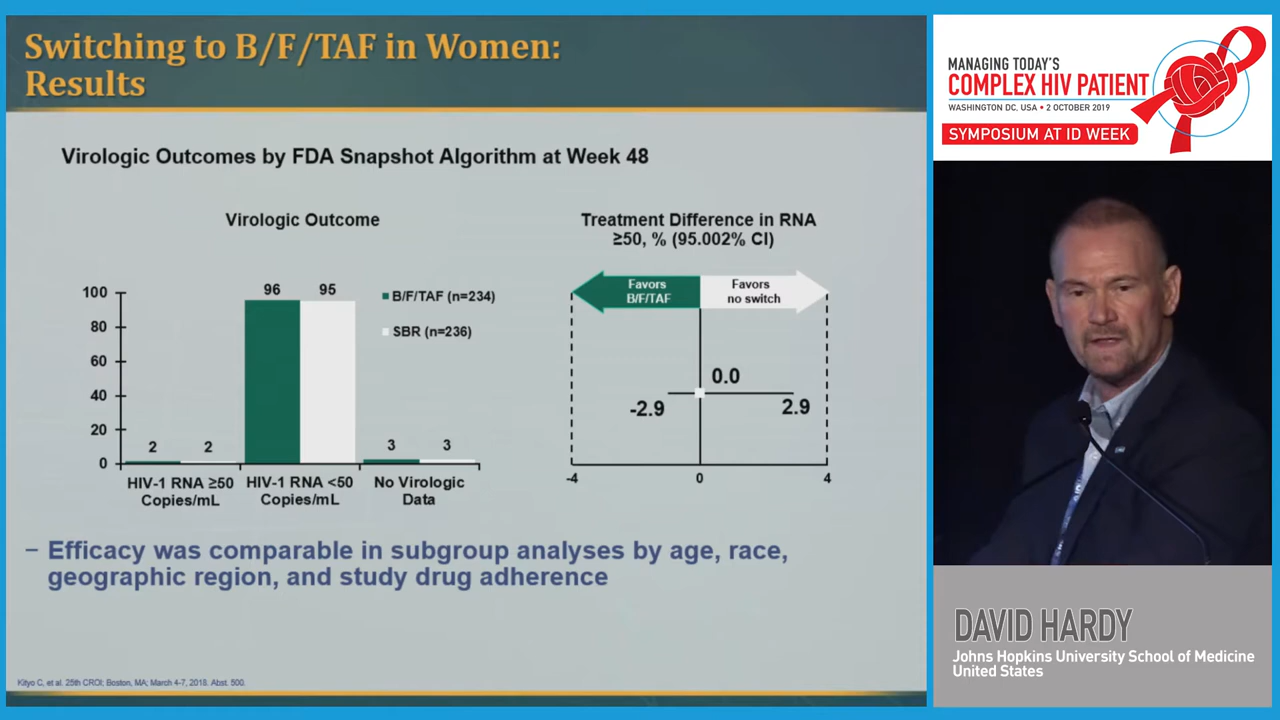 Switching to B/F/TAF in Women:
Results
Virologic Outcomes by FDA Snapshot Algorithm at Week 48
Virologic Outcome
100
80
60
40
20
0
2
2
96
95
3
3
B/F/TAF (n=234)
SBR (n=236)
HIV-1 RNA ≥50
Copies/mL
HIV-1 RNA <50
Copies/mL
No Virologic
Data
Treatment Difference in RNA
≥50, % (95.002% CI)
Favors
B/F/TAF
Favors
no switch
0.0
-2.9
2.9
-4
0
4
– Efficacy was comparable in subgroup analyses by age, race,
geographic region, and study drug adherence
Kityo C, et al. 25th CROI; Boston, MA; March 4-7, 2018. Abst. 500.
MANAGING TODAY'S
COMPLEX HIV PATIENT
WASHINGTON DC, USA • 2 OCTOBER 2019
SYMPOSIUM AT ID WEEK
DAVID HARDY
Johns Hopkins University School of Medicine
United States